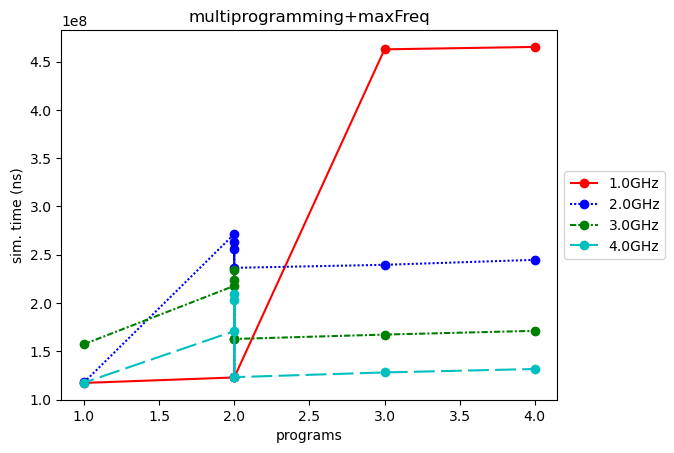 multiprogramming+maxFreq
1e8
4.5
4.0
3.5
3.0
2.5
2.0
1.5
1.0
sim. time (ns)
1.0 1.5 2.0 2.5 3.0 3.5 4.0
programs
1.0GHz
2.0GHz
3.0GHz
4.0GHz